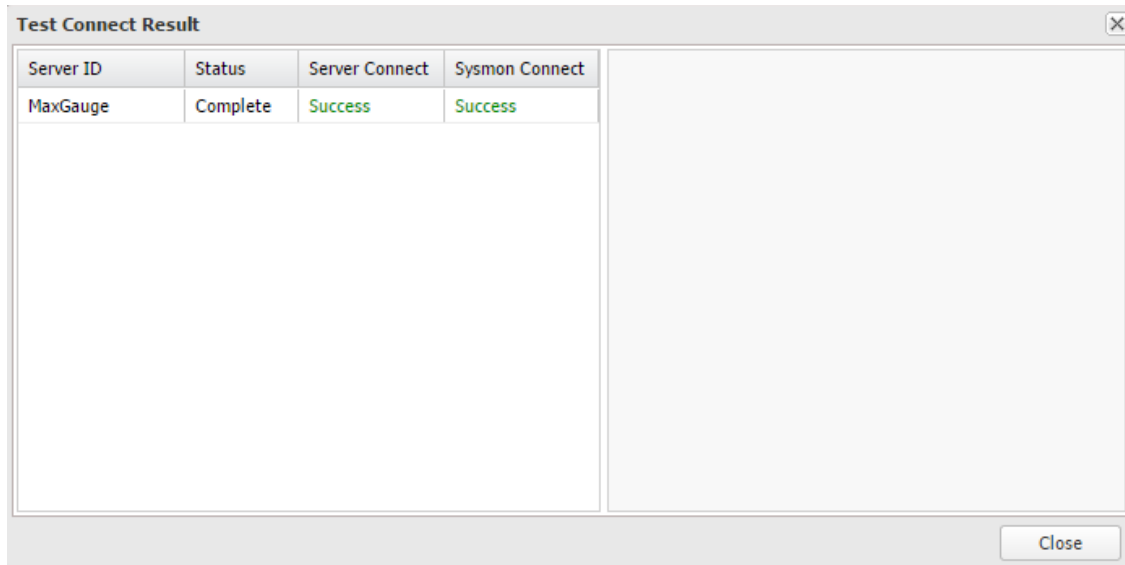 Test Connect Result
Server ID Status Server Connect Sysmon Connect
MaxGauge Complete Success Success
Close